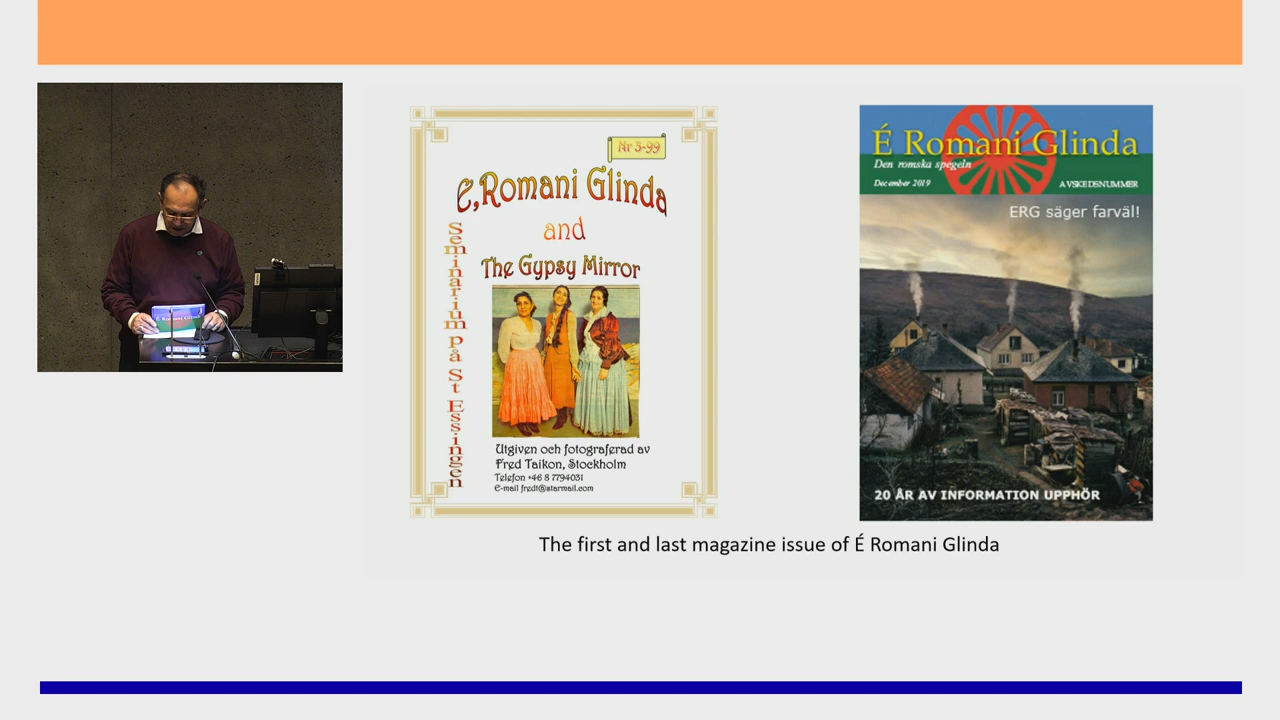 Nr 3-99
É,Romani Glinda
and
The Gypsy Mirror
Seminarium på St Essingen
Utgiven och fotograferad av
Fred Taikon, Stockholm
Telefon +46 8 7794031
E-mail fredt@starmail.com
É Romani Glinda
Den romska spegeln
December 2019
AVSKEDSNUMMER
ERG säger farväl!
20 ÅR AV INFORMATION UPPHÖR
The first and last magazine issue of É Romani Glinda
É Romani Glinda